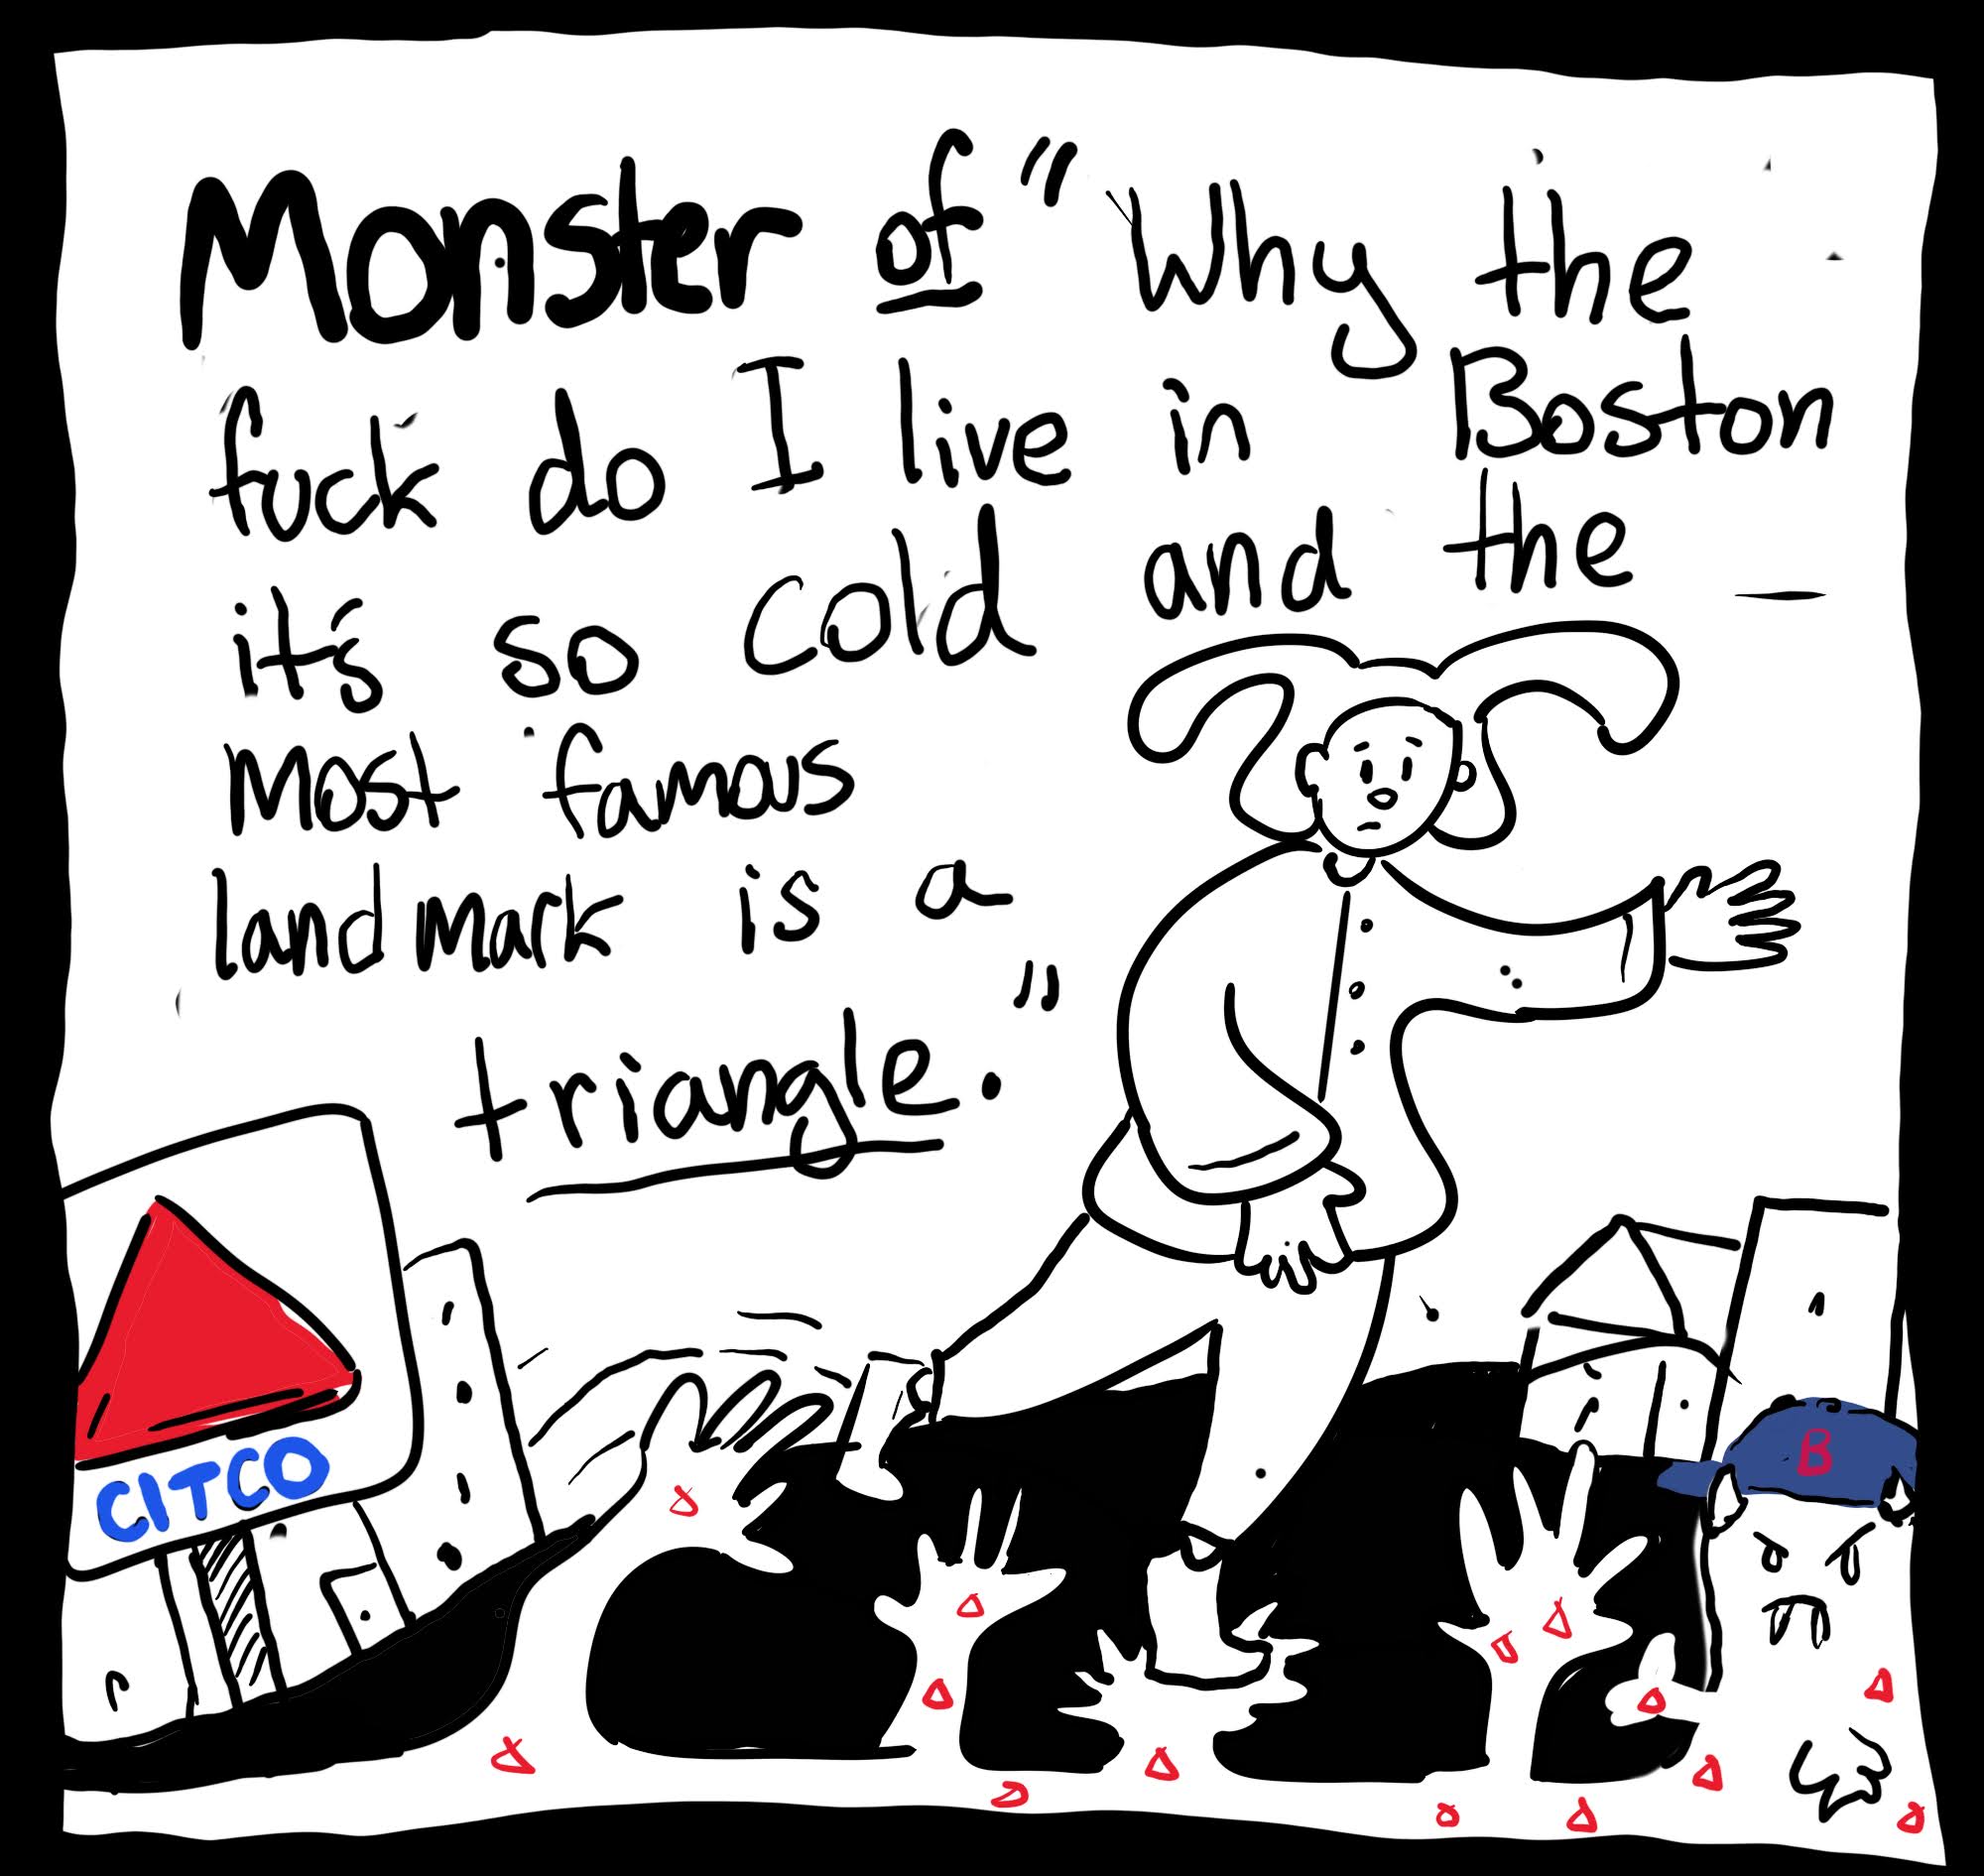 Monster of "Why the
fuck do I live in Boston
it's so cold and the
most famous
landmark is a
triangle."
CITCO
B